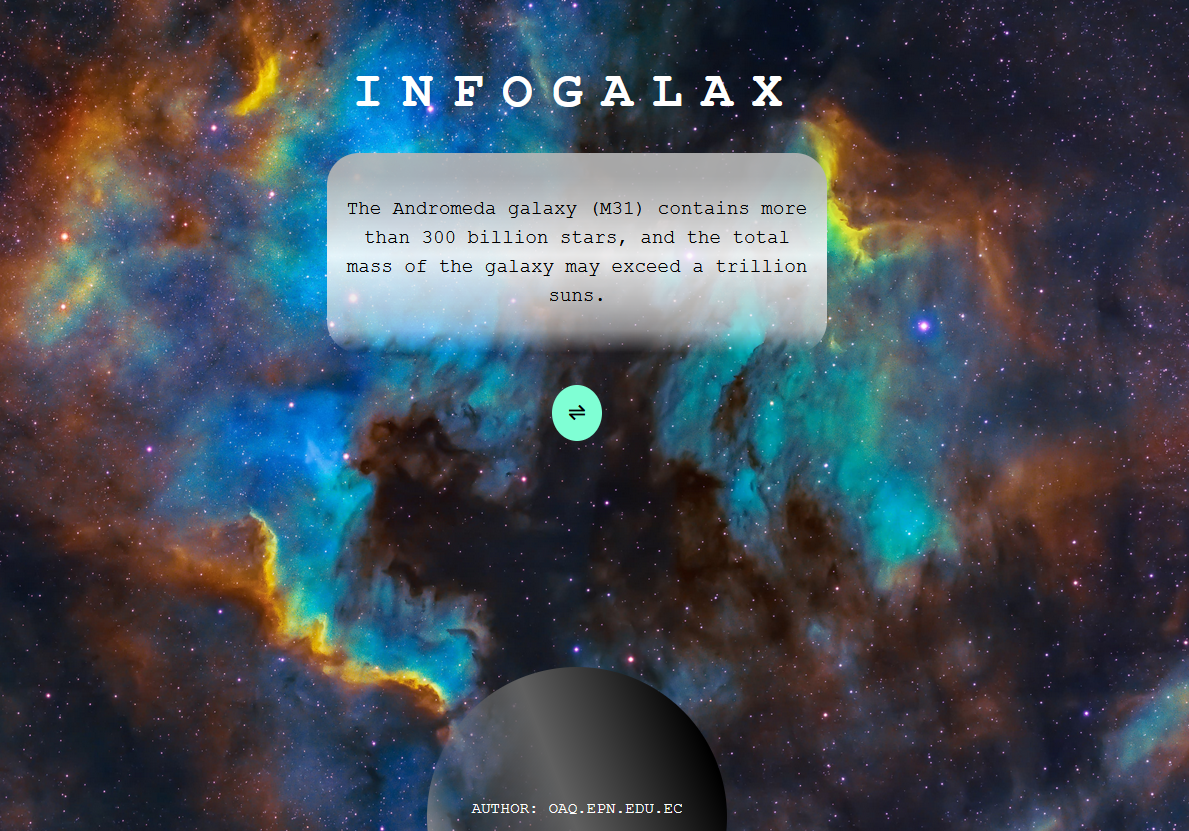 INFOGALAX
The Andromeda galaxy (M31) contains more
than 300 billion stars, and the total
mass of the galaxy may exceed a trillion
suns.
⇌
AUTHOR: OAQ.EPN.EDU.EC